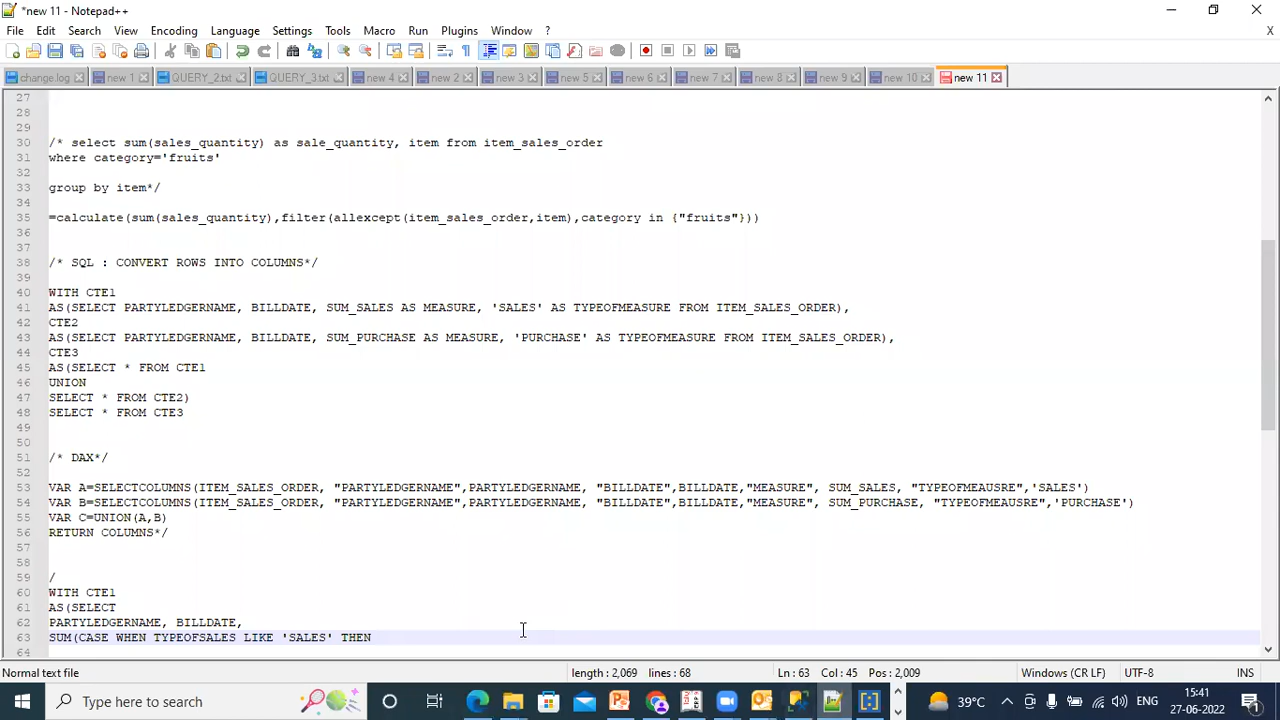 *new 11 - Notepad++
File Edit Search View Encoding Language Settings Tools Macro Run Plugins Window ?
X
change.log new 1 QUERY_2.txt QUERY_3.txt new 4 new 2 new 3 new 5 new 6 new 7 new 8 new 9 new 10 new 11
27
28
29
30 /* select sum(sales_quantity) as sale_quantity, item from item_sales_order
31 where category='fruits'
32
33 group by item*/
34
35 =calculate(sum(sales_quantity),filter(allexcept(item_sales_order,item),category in {"fruits"}))
36
37
38 /* SQL : CONVERT ROWS INTO COLUMNS*/
39
40 WITH CTE1
41 AS(SELECT PARTYLEDGERNAME, BILLDATE, SUM_SALES AS MEASURE, 'SALES' AS TYPEOFMEASURE FROM ITEM_SALES_ORDER),
42 CTE2
43 AS(SELECT PARTYLEDGERNAME, BILLDATE, SUM_PURCHASE AS MEASURE, 'PURCHASE' AS TYPEOFMEASURE FROM ITEM_SALES_ORDER),
44 CTE3
45 AS(SELECT * FROM CTE1
46 UNION
47 SELECT * FROM CTE2)
48 SELECT * FROM CTE3
49
50
51 /* DAX*/
52
53 VAR A=SELECTCOLUMNS(ITEM_SALES_ORDER, "PARTYLEDGERNAME",PARTYLEDGERNAME, "BILLDATE",BILLDATE,"MEASURE", SUM_SALES, "TYPEOFMEAUSRE",'SALES')
54 VAR B=SELECTCOLUMNS(ITEM_SALES_ORDER, "PARTYLEDGERNAME",PARTYLEDGERNAME, "BILLDATE",BILLDATE,"MEASURE", SUM_PURCHASE, "TYPEOFMEAUSRE",'PURCHASE')
55 VAR C=UNION(A,B)
56 RETURN COLUMNS*/
57
58
59 /
60 WITH CTE1
61 AS(SELECT
62 PARTYLEDGERNAME, BILLDATE,
63 SUM(CASE WHEN TYPEOFSALES LIKE 'SALES' THEN
64
Normal text file length : 2,069 lines : 68 Ln : 63 Col : 45 Pos : 2,009 Windows (CR LF) UTF-8 INS
Type here to search 39°C ENG 15:41
27-06-2022